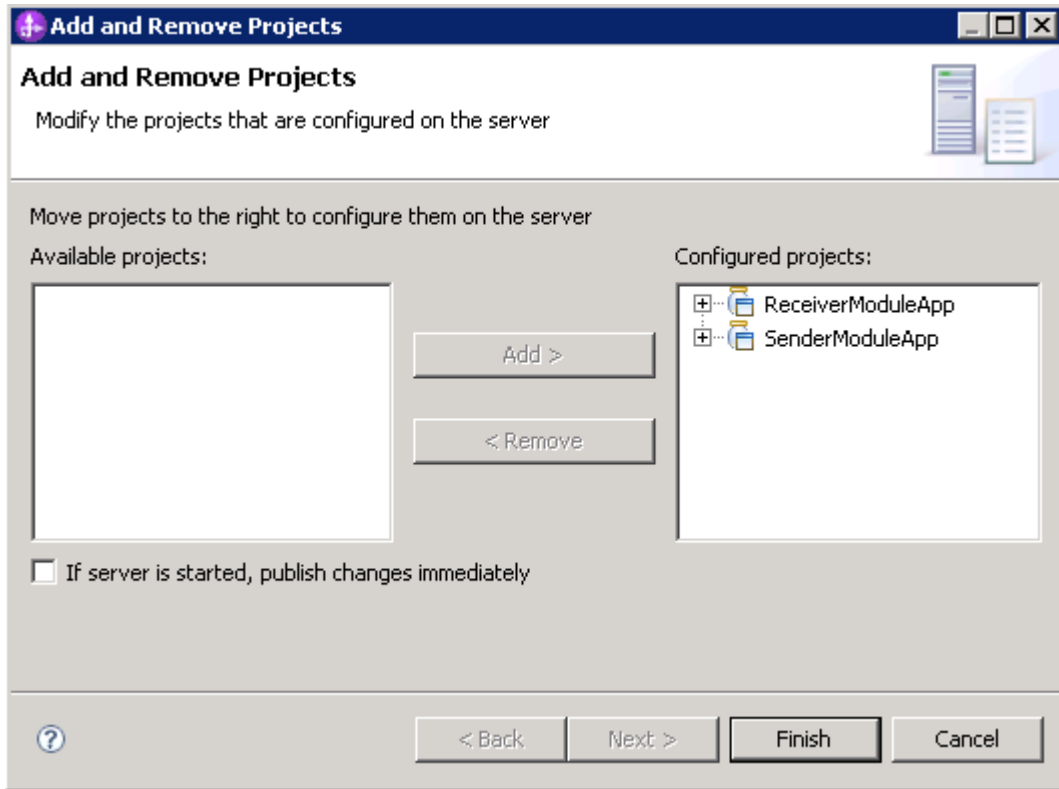 Add and Remove Projects
Add and Remove Projects
Modify the projects that are configured on the server
Move projects to the right to configure them on the server
Available projects:
Configured projects:
ReceiverModuleApp
SenderModuleApp
Add >
< Remove
If server is started, publish changes immediately
?
< Back
Next >
Finish
Cancel